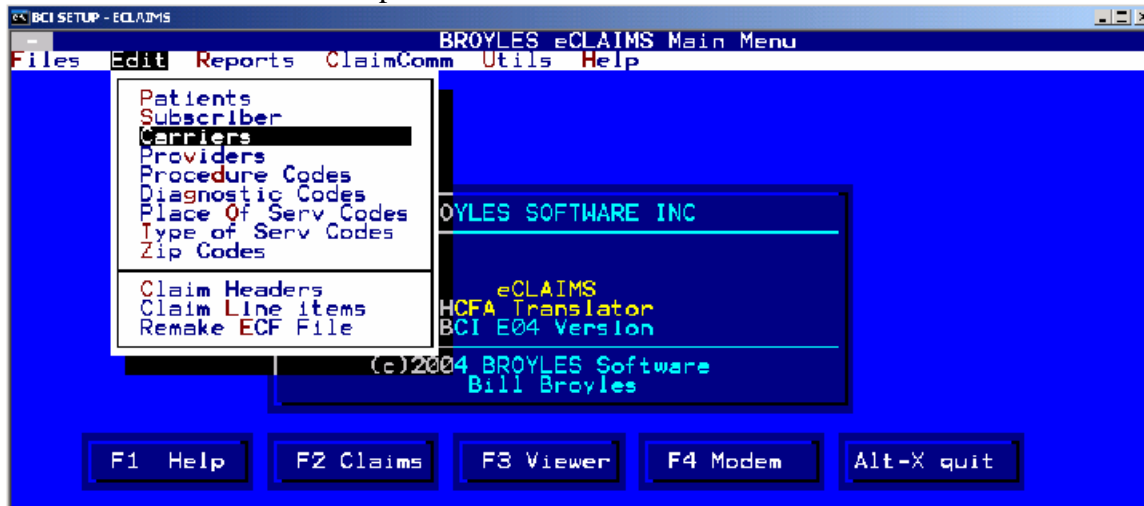 BCI SETUP - ECLAIMS
BROYLES eCLAIMS Main Menu
Files Edit Reports ClaimComm Utils Help
Patients
Subscriber
Carriers
Providers
Procedure Codes
Diagnostic Codes
Place Of Serv Codes
Type of Serv Codes
Zip Codes
Claim Headers
Claim LIne items
Remake ECF File
OYLES SOFTWARE INC
eCLAIMS
HCFA Translator
BCI E04 Version
(c)2004 BROYLES Software
Bill Broyles
F1 Help F2 Claims F3 Viewer F4 Modem Alt-X quit